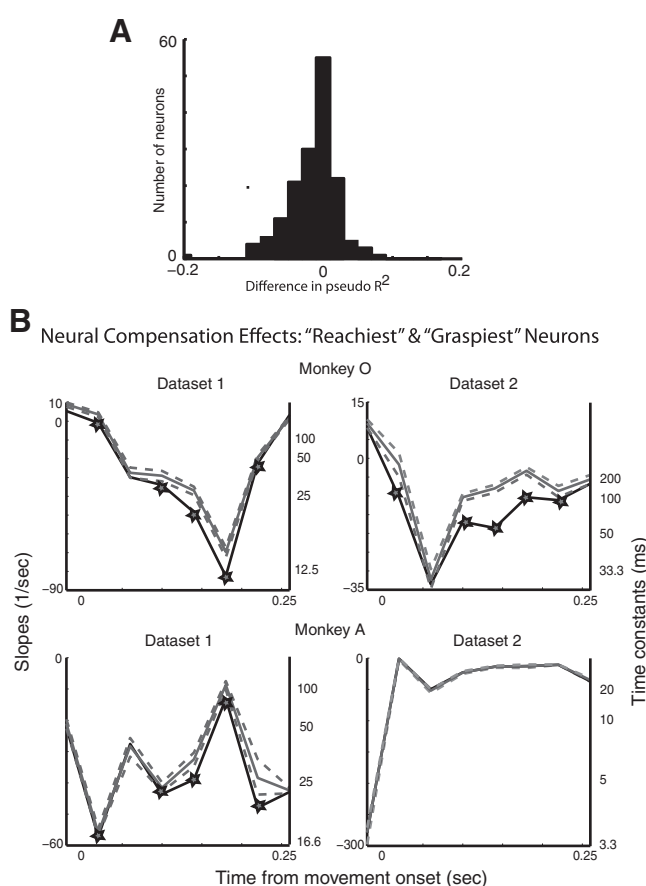 A
60
Number of neurons
0
−0.2
0
0.2
Difference in pseudo R2
B
Neural Compensation Effects: “Reachiest” & “Graspiest” Neurons
Monkey O
Dataset 1
Dataset 2
10
0
−90
100
50
25
12.5
0
0.25
15
0
−35
200
100
50
33.3
0
0.25
Slopes (1/sec)
Time constants (ms)
Monkey A
Dataset 1
Dataset 2
0
−60
100
50
25
16.6
0
0.25
0
−300
20
10
5
3.3
0
0.25
Time from movement onset (sec)